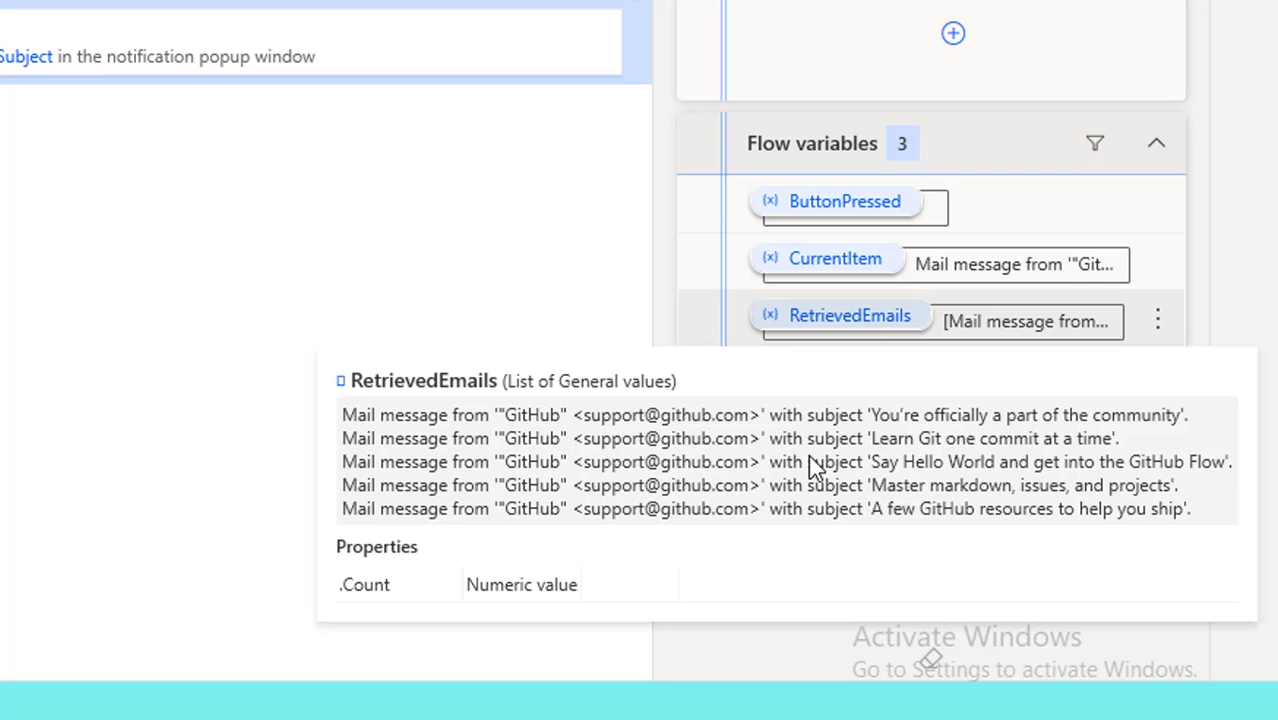 Subject in the notification popup window
Flow variables 3
(x) ButtonPressed
(x) CurrentItem Mail message from '"Git...
(x) RetrievedEmails [Mail message from...
RetrievedEmails (List of General values)
Mail message from '"GitHub" <support@github.com>' with subject 'You're officially a part of the community'.
Mail message from '"GitHub" <support@github.com>' with subject 'Learn Git one commit at a time'.
Mail message from '"GitHub" <support@github.com>' with subject 'Say Hello World and get into the GitHub Flow'.
Mail message from '"GitHub" <support@github.com>' with subject 'Master markdown, issues, and projects'.
Mail message from '"GitHub" <support@github.com>' with subject 'A few GitHub resources to help you ship'.
Properties
.Count Numeric value
Activate Windows
Go to Settings to activate Windows.